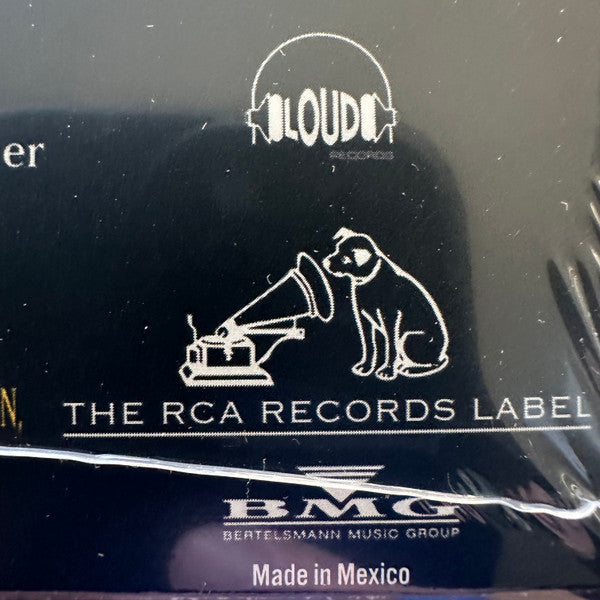 LOUD
RECORDS
er
N,
THE RCA RECORDS LABEL
BMG
BERTELSMANN MUSIC GROUP
Made in Mexico